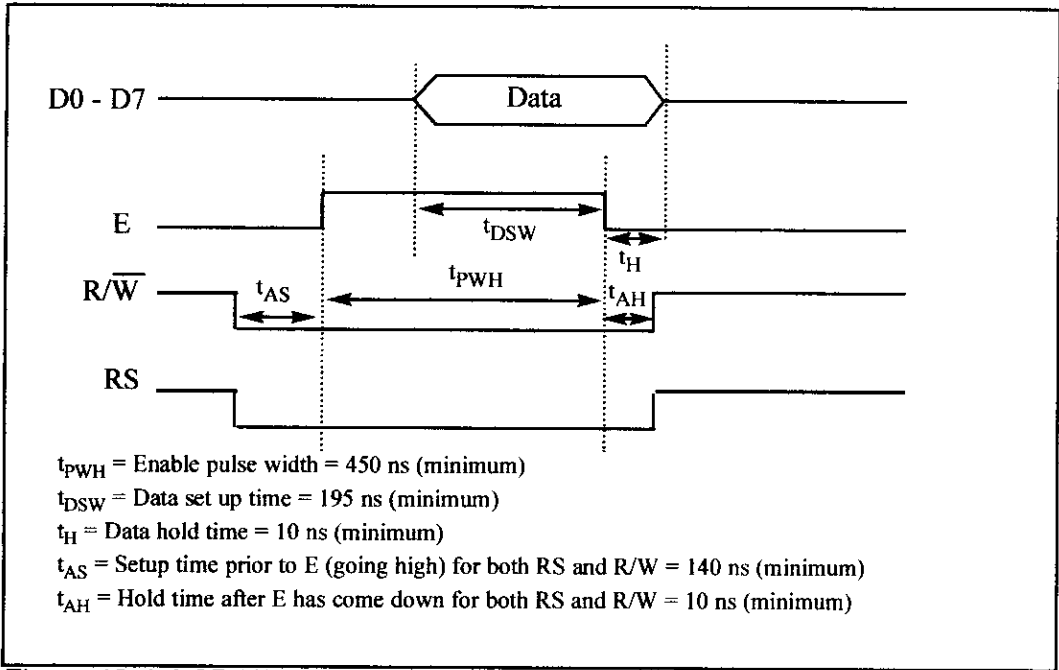 D0 - D7
Data
E
tDSW
tH
R/W̅
tAS
tPWH
tAH
RS
tPWH = Enable pulse width = 450 ns (minimum)
tDSW = Data set up time = 195 ns (minimum)
tH = Data hold time = 10 ns (minimum)
tAS = Setup time prior to E (going high) for both RS and R/W = 140 ns (minimum)
tAH = Hold time after E has come down for both RS and R/W = 10 ns (minimum)